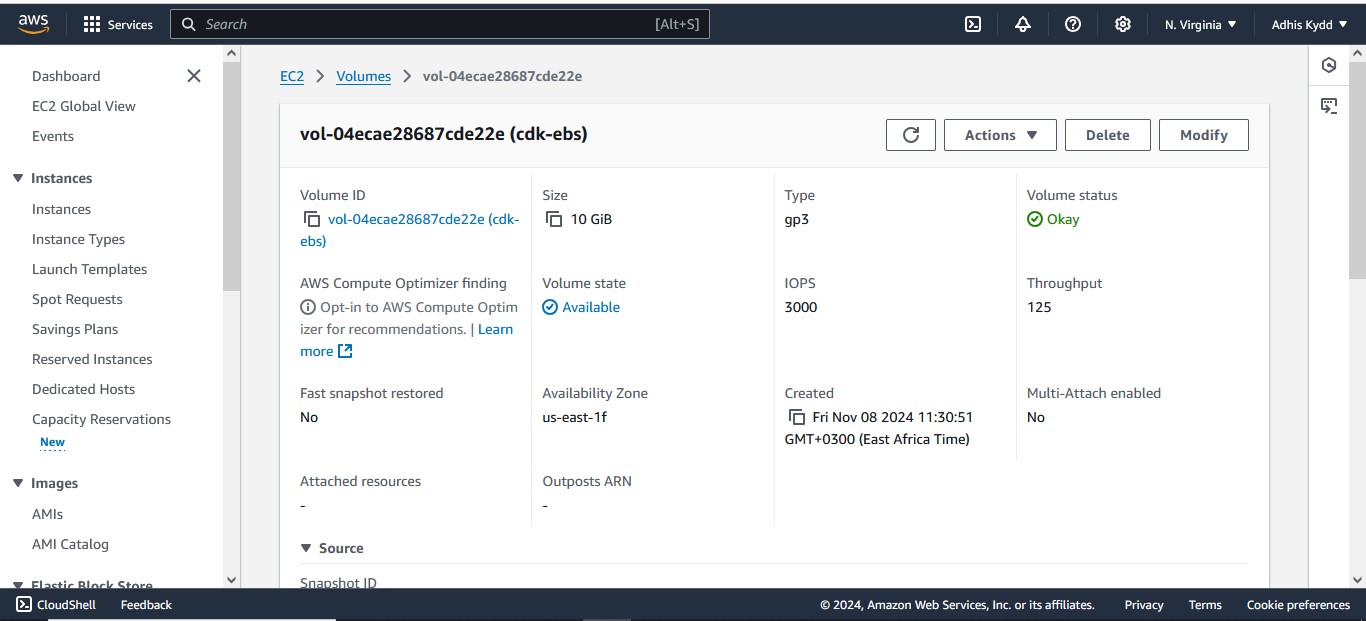 aws
Services
Search
[Alt+S]
N. Virginia
Adhis Kydd
Dashboard
EC2 Global View
Events
Instances
Instances
Instance Types
Launch Templates
Spot Requests
Savings Plans
Reserved Instances
Dedicated Hosts
Capacity Reservations
New
Images
AMIs
AMI Catalog
Elastic Block Store
EC2
Volumes
vol-04ecae28687cde22e
vol-04ecae28687cde22e (cdk-ebs)
Actions
Delete
Modify
Volume ID
vol-04ecae28687cde22e (cdk-
ebs)
Size
10 GiB
Type
gp3
Volume status
Okay
AWS Compute Optimizer finding
Opt-in to AWS Compute Optim
izer for recommendations. | Learn
more
Volume state
Available
IOPS
3000
Throughput
125
Fast snapshot restored
No
Availability Zone
us-east-1f
Created
Fri Nov 08 2024 11:30:51
GMT+0300 (East Africa Time)
Multi-Attach enabled
No
Attached resources
-
Outposts ARN
-
Source
Snapshot ID
CloudShell
Feedback
© 2024, Amazon Web Services, Inc. or its affiliates.
Privacy
Terms
Cookie preferences